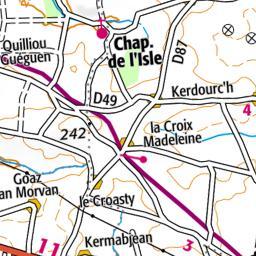 Quilliou
Guéguen
Chap.
de l'Isle
D87
D49
Kerdourc'h
4
242
la Croix
Madeleine
Goaz
an Morvan
le Croasty
11
Kermabjean
3